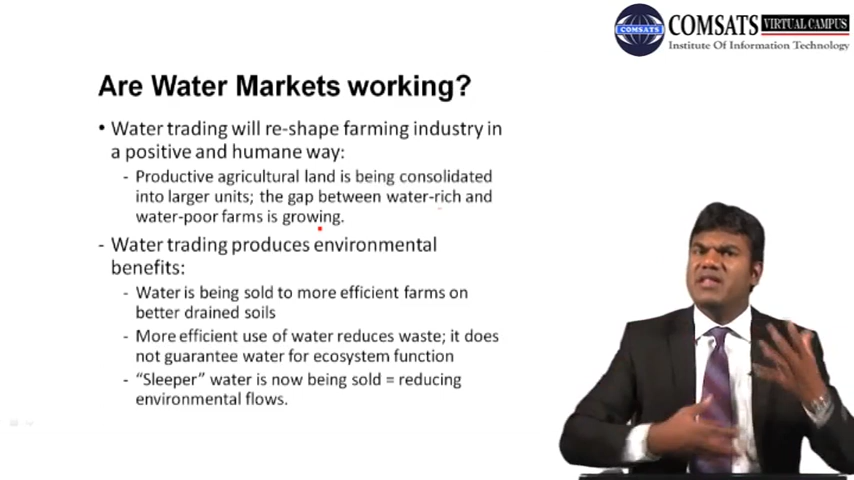 COMSATS
COMSATS VIRTUAL CAMPUS
Institute Of Information Technology
Are Water Markets working?
• Water trading will re-shape farming industry in
a positive and humane way:
- Productive agricultural land is being consolidated
into larger units; the gap between water-rich and
water-poor farms is growing.
- Water trading produces environmental
benefits:
- Water is being sold to more efficient farms on
better drained soils
- More efficient use of water reduces waste; it does
not guarantee water for ecosystem function
- “Sleeper” water is now being sold = reducing
environmental flows.